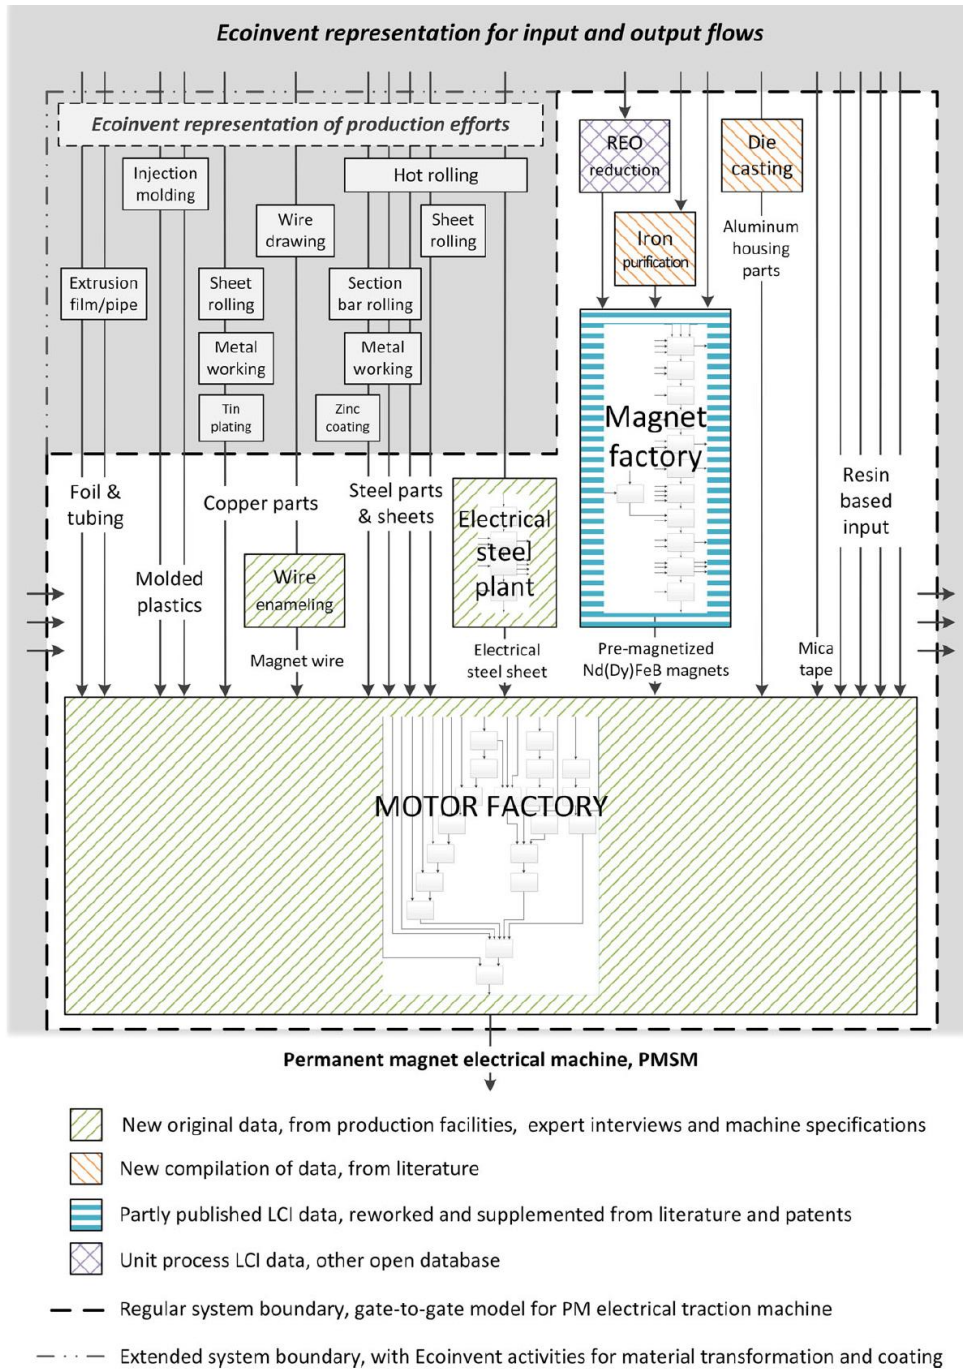 Ecoinvent representation for input and output flows
Ecoinvent representation of production efforts
Injection
molding
Hot rolling
REO
reduction
Die
casting
Wire
drawing
Sheet
rolling
Iron
purification
Aluminum
housing
parts
Extrusion
film/pipe
Sheet
rolling
Section
bar rolling
Metal
working
Metal
working
Tin
plating
Zinc
coating
Magnet
factory
Foil &
tubing
Copper parts
Steel parts
& sheets
Electrical
steel
plant
Resin
based
input
Molded
plastics
Wire
enameling
Magnet wire
Electrical
steel sheet
Pre-magnetized
Nd(Dy)FeB magnets
Mica
tape
MOTOR FACTORY
Permanent magnet electrical machine, PMSM
New original data, from production facilities, expert interviews and machine specifications
New compilation of data, from literature
Partly published LCI data, reworked and supplemented from literature and patents
Unit process LCI data, other open database
Regular system boundary, gate-to-gate model for PM electrical traction machine
Extended system boundary, with Ecoinvent activities for material transformation and coating